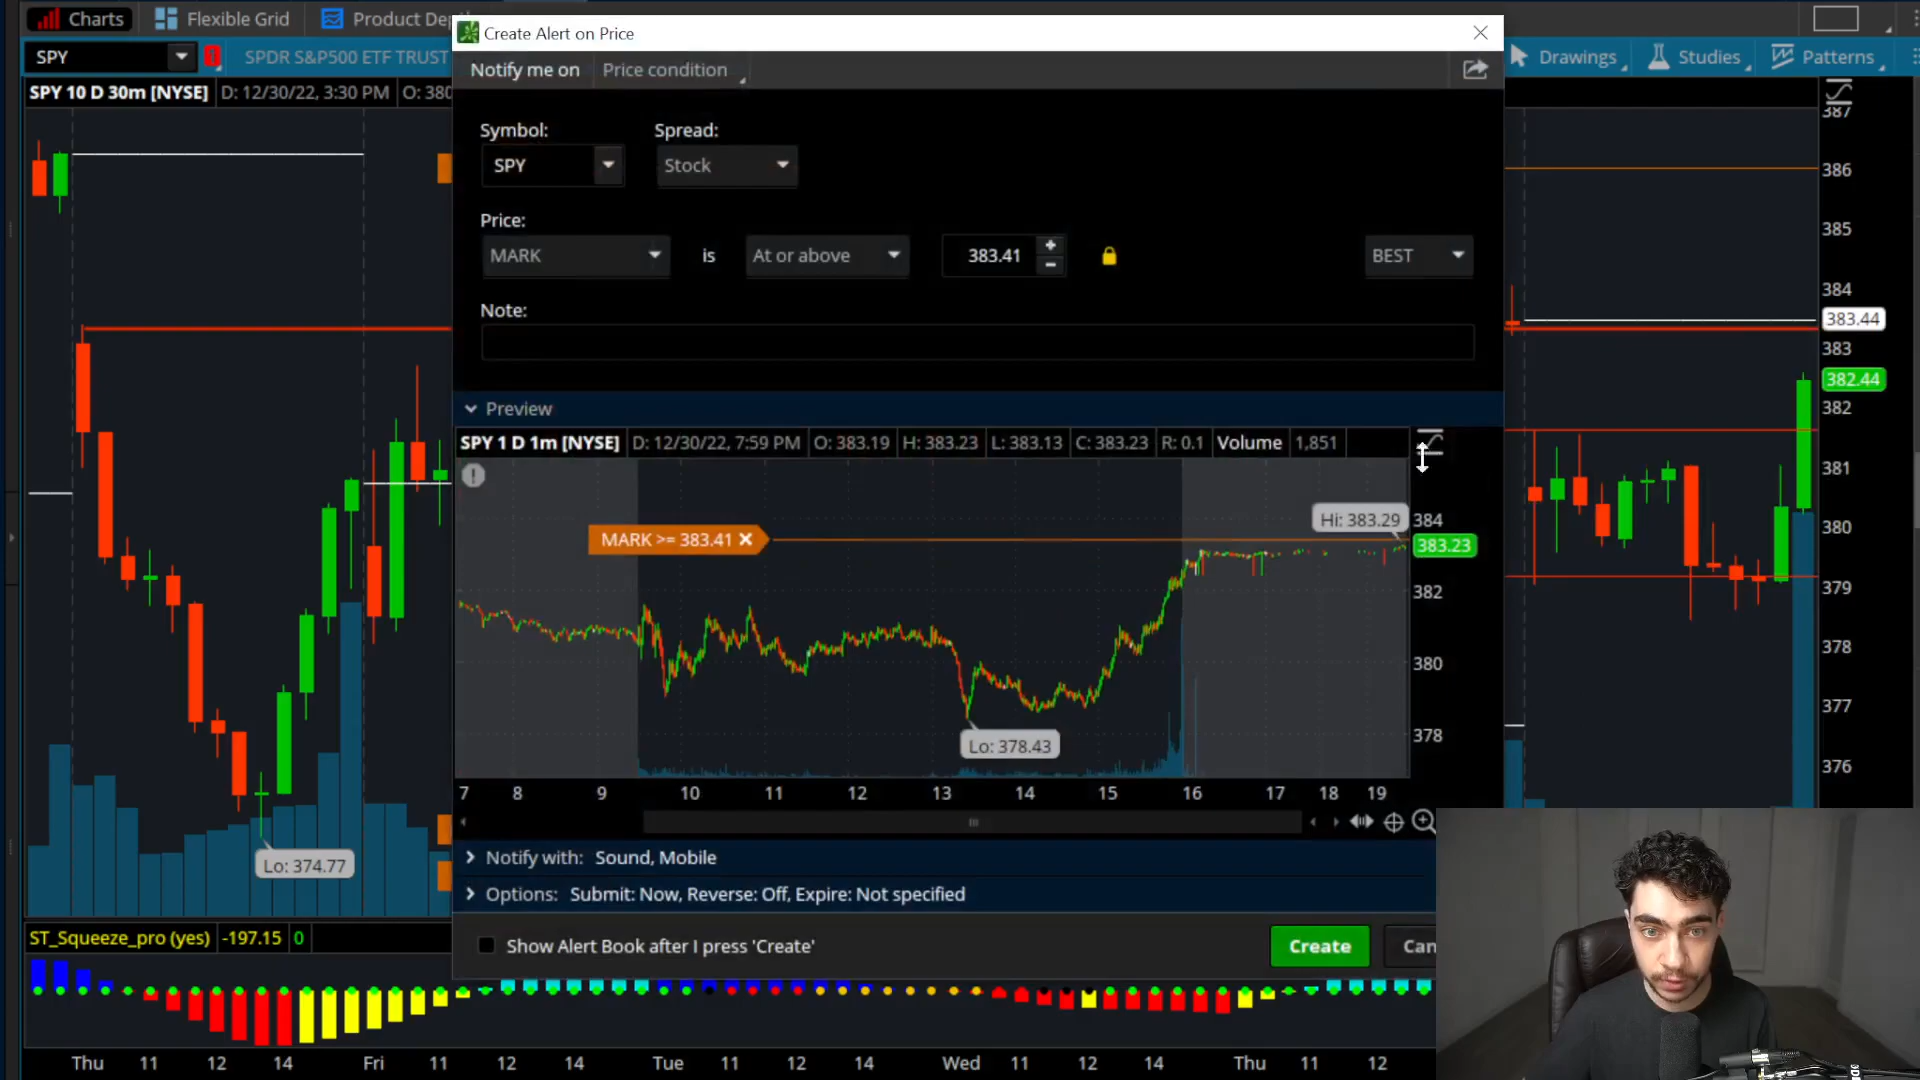 Charts Flexible Grid Product Dep
Create Alert on Price
SPY SPDR S&P500 ETF TRUST
Notify me on Price condition
Drawings Studies Patterns
SPY 10 D 30m [NYSE] D: 12/30/22, 3:30 PM O: 380
Symbol: Spread:
SPY Stock
Price:
MARK is At or above 383.41 + - BEST
Note:
387
386
385
384
383.44
383
382.44
382
381
380
379
378
377
376
Preview
SPY 1 D 1m [NYSE] D: 12/30/22, 7:59 PM O: 383.19 H: 383.23 L: 383.13 C: 383.23 R: 0.1 Volume 1,851
Hi: 383.29 384
MARK >= 383.41 383.23
382
380
Lo: 378.43 378
7 8 9 10 11 12 13 14 15 16 17 18 19
Notify with: Sound, Mobile
Lo: 374.77
Options: Submit: Now, Reverse: Off, Expire: Not specified
ST_Squeeze_pro (yes) -197.15 0
Show Alert Book after I press 'Create' Create Can
Thu 11 12 14 Fri 11 12 14 Tue 11 12 14 Wed 11 12 14 Thu 11 12